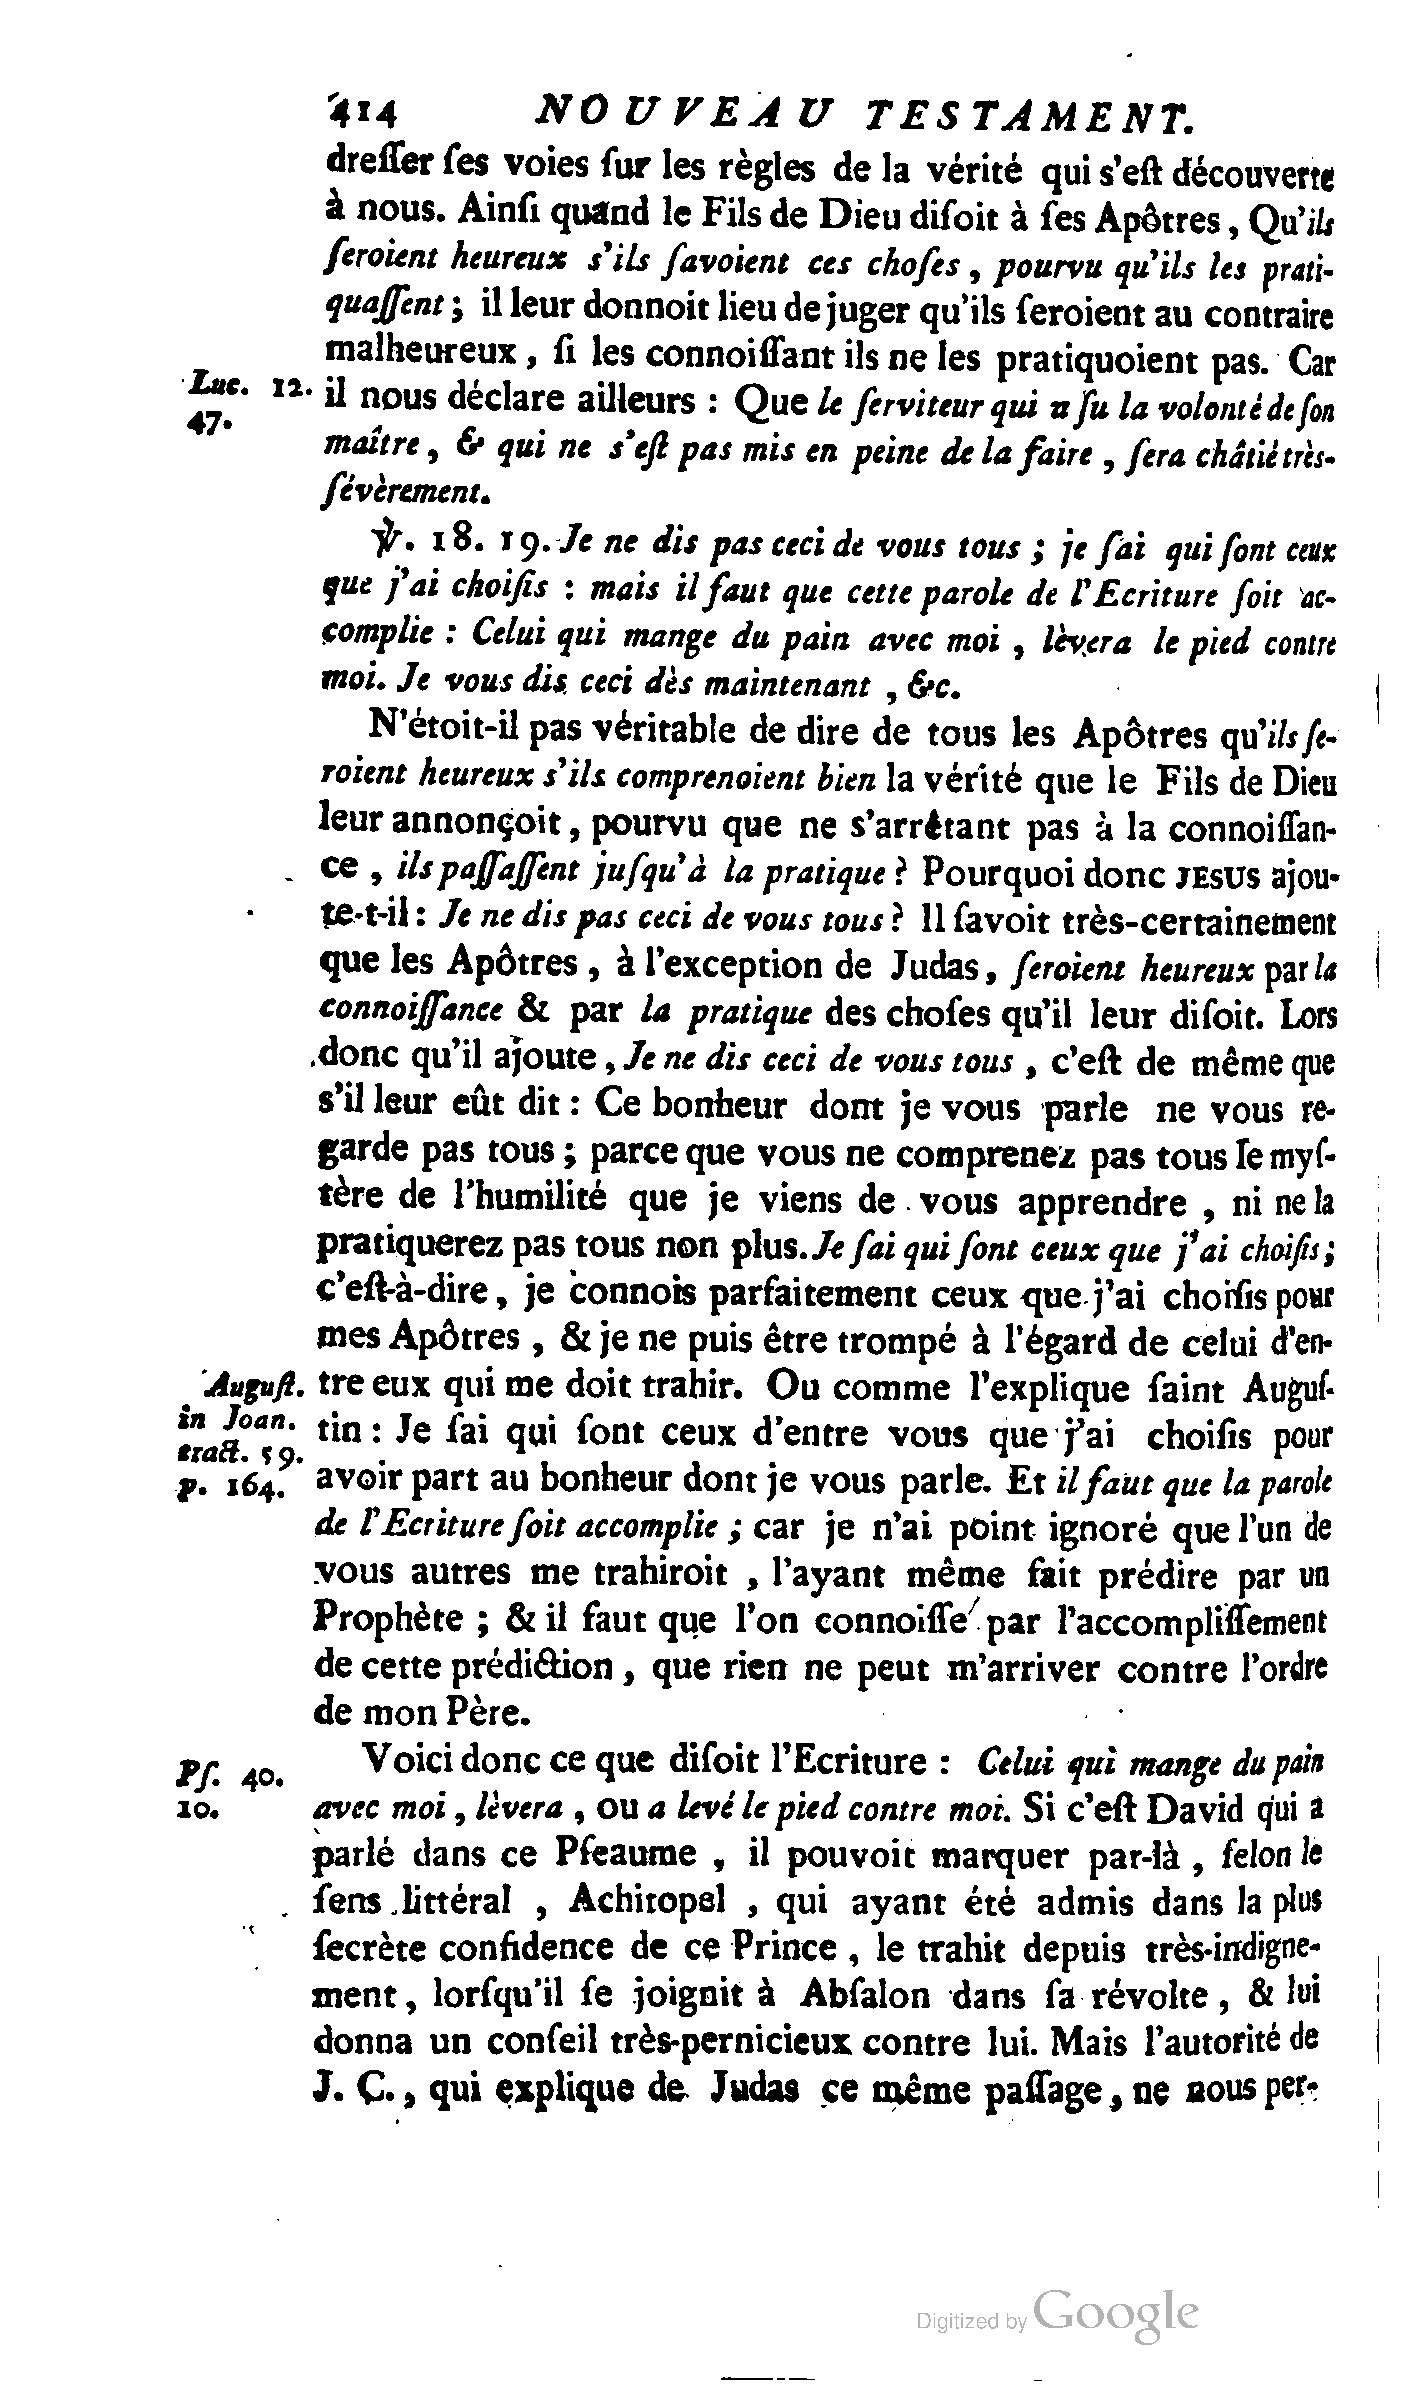 414 NOUVEAU TESTAMENT.
dreſſer ſes voies ſur les règles de la vérité qui s'eſt découverte
à nous. Ainſi quand le Fils de Dieu diſoit à ſes Apôtres, Qu'ils
ſeroient heureux s'ils ſavoient ces choſes, pourvu qu'ils les prati-
quaſſent; il leur donnoit lieu de juger qu'ils ſeroient au contraire
malheureux, ſi les connoiſſant ils ne les pratiquoient pas. Car
Luc. 12. il nous déclare ailleurs : Que le ſerviteur qui a ſu la volonté de ſon
47.
maître, & qui ne s'eſt pas mis en peine de la faire, ſera châtié très-
ſévèrement.
℣. 18. 19. Je ne dis pas ceci de vous tous ; je ſai qui ſont ceux
que j'ai choiſis : mais il faut que cette parole de l'Ecriture ſoit ac-
complie : Celui qui mange du pain avec moi, lèvera le pied contre
moi. Je vous dis ceci dès maintenant, &c.
N'étoit-il pas véritable de dire de tous les Apôtres qu'ils ſe-
roient heureux s'ils comprenoient bien la vérité que le Fils de Dieu
leur annonçoit, pourvu que ne s'arrêtant pas à la connoiſſan-
ce, ils paſſaſſent juſqu'à la pratique ? Pourquoi donc JESUS ajou-
te-t-il : Je ne dis pas ceci de vous tous ? Il ſavoit très-certainement
que les Apôtres, à l'exception de Judas, ſeroient heureux par la
connoiſſance & par la pratique des choſes qu'il leur diſoit. Lors
donc qu'il ajoute, Je ne dis ceci de vous tous, c'eſt de même que
s'il leur eût dit : Ce bonheur dont je vous parle ne vous re-
garde pas tous ; parce que vous ne comprenez pas tous le myſ-
tère de l'humilité que je viens de vous apprendre, ni ne la
pratiquerez pas tous non plus. Je ſai qui ſont ceux que j'ai choiſis ;
c'eſt-à-dire, je connois parfaitement ceux que j'ai choiſis pour
mes Apôtres, & je ne puis être trompé à l'égard de celui d'en-
Auguſt. tre eux qui me doit trahir. Ou comme l'explique ſaint Auguſ-
in Joan. tin : Je ſai qui ſont ceux d'entre vous que j'ai choiſis pour
tract. 59.
p. 164. avoir part au bonheur dont je vous parle. Et il faut que la parole
de l'Ecriture ſoit accomplie ; car je n'ai point ignoré que l'un de
vous autres me trahiroit, l'ayant même fait prédire par un
Prophète ; & il faut que l'on connoiſſe par l'accompliſſement
de cette prédiction, que rien ne peut m'arriver contre l'ordre
de mon Père.
Pſ. 40. Voici donc ce que diſoit l'Ecriture : Celui qui mange du pain
10. avec moi, lèvera, ou a levé le pied contre moi. Si c'eſt David qui a
parlé dans ce Pſeaume, il pouvoit marquer par-là, ſelon le
ſens littéral, Achitopel, qui ayant été admis dans la plus
ſecrète confidence de ce Prince, le trahit depuis très-indigne-
ment, lorſqu'il ſe joignit à Abſalon dans ſa révolte, & lui
donna un conſeil très-pernicieux contre lui. Mais l'autorité de
J. C., qui explique de Judas ce même paſſage, ne nous per-
Digitized by Google